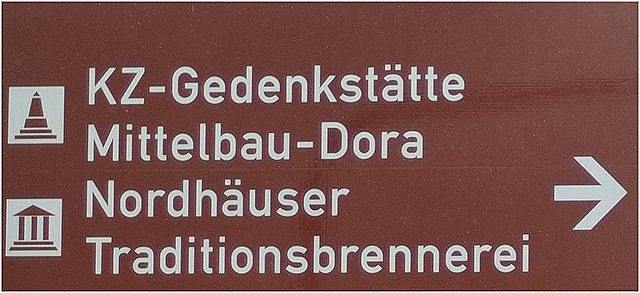 KZ-Gedenkstätte
Mittelbau-Dora
Nordhäuser
Traditionsbrennerei